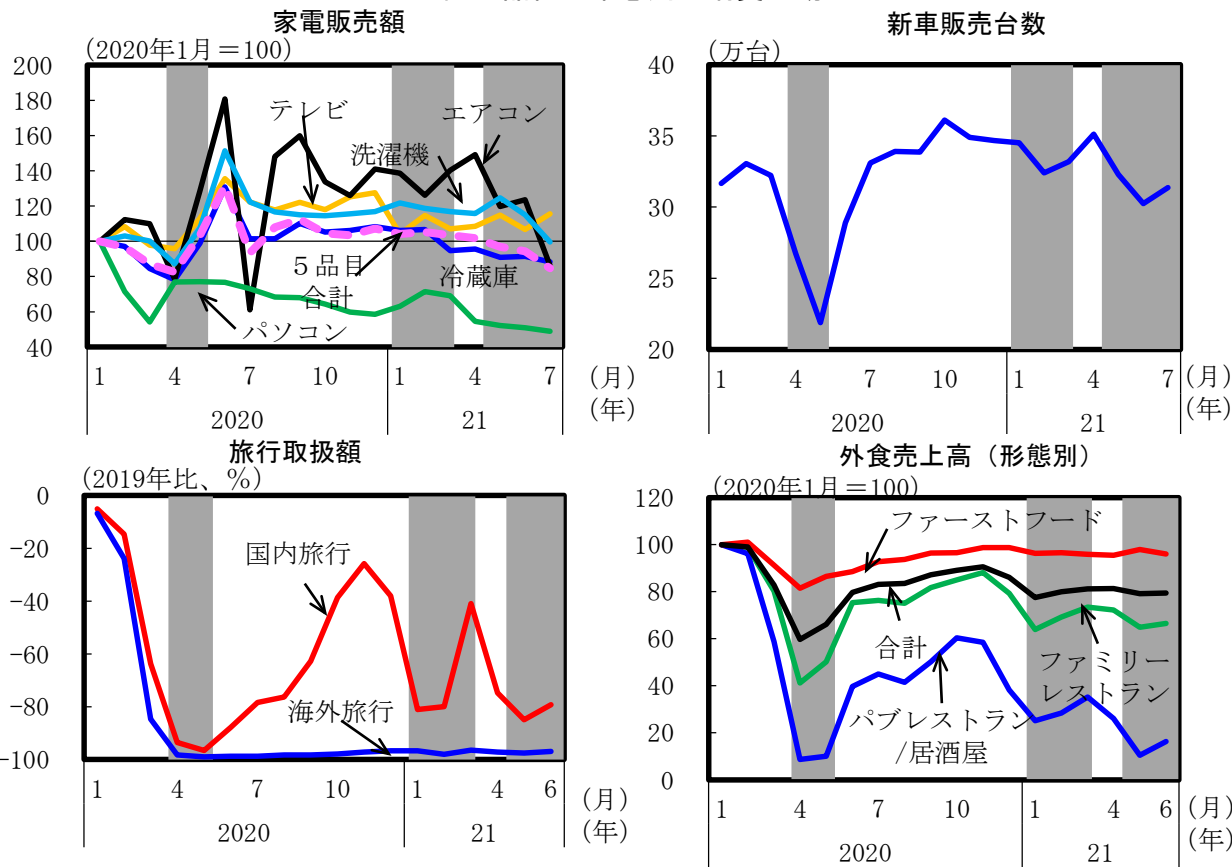 家電販売額
(2020年1月＝100)
200
180
160
140
120
100
80
60
40
テレビ
エアコン
洗濯機
５品目
合計
冷蔵庫
パソコン
1
4
7
10
1
4
7
(月)
2020
21
(年)
新車販売台数
(万台)
40
35
30
25
20
1
4
7
10
1
4
7
(月)
2020
21
(年)
旅行取扱額
(2019年比、%)
0
-20
-40
-60
-80
-100
国内旅行
海外旅行
1
4
7
10
1
4
6
(月)
2020
21
(年)
外食売上高（形態別）
(2020年1月＝100)
120
100
80
60
40
20
0
ファーストフード
合計
ファミリー
レストラン
パブレストラン
/居酒屋
1
4
7
10
1
4
6
(月)
2020
21
(年)